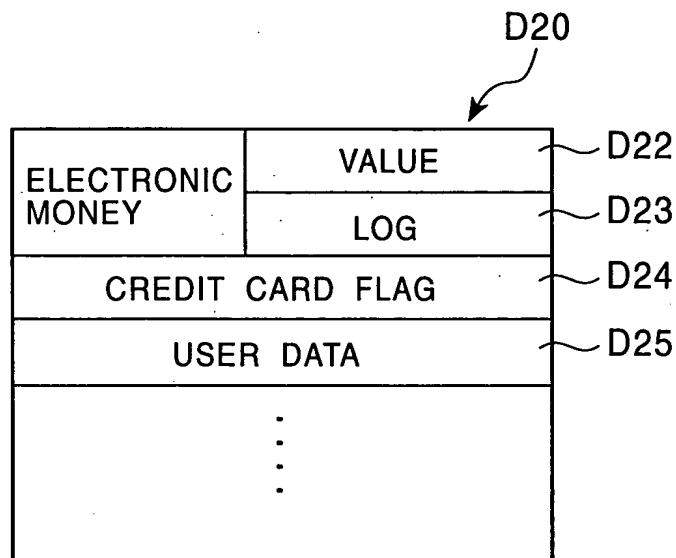 D20
ELECTRONIC
MONEY
VALUE
D22
LOG
D23
CREDIT CARD FLAG
D24
USER DATA
D25